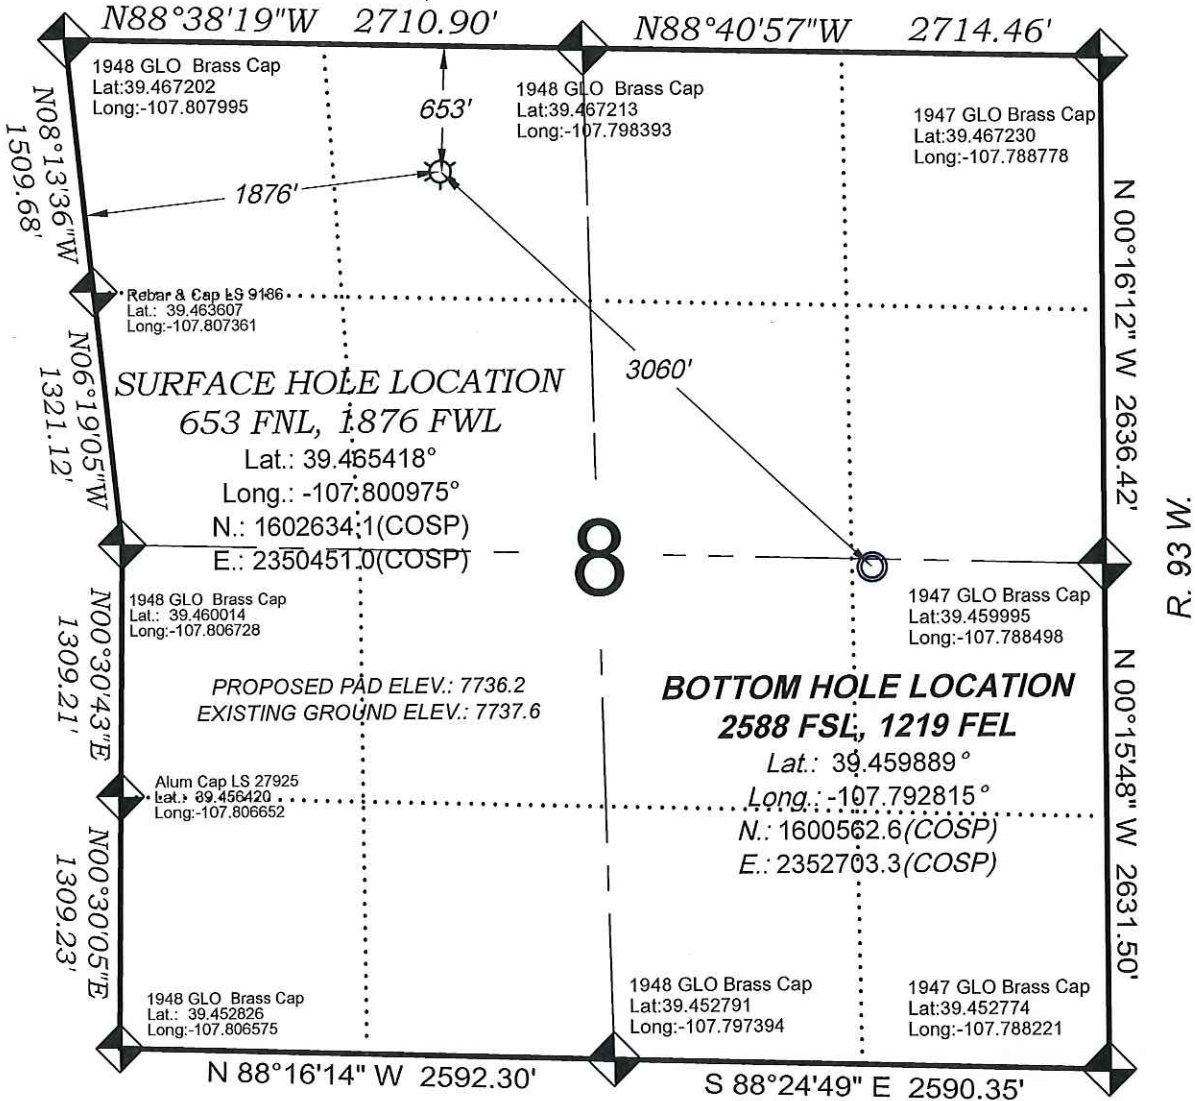 N88°38'19"W 2710.90'
N88°40'57"W 2714.46'
1948 GLO Brass Cap
Lat:39.467202
Long:-107.807995
653'
1948 GLO Brass Cap
Lat:39.467213
Long:-107.798393
1947 GLO Brass Cap
Lat:39.467230
Long:-107.788778
N08°13'36"W
1509.68'
1876'
N 00°16'12" W 2636.42'
Rebar & Cap LS 9186
Lat.: 39.463607
Long:-107.807361
N06°19'05"W
1321.12'
3060'
SURFACE HOLE LOCATION
653 FNL, 1876 FWL
Lat.: 39.465418°
Long.: -107.800975°
N.: 1602634.1(COSP)
E.: 2350451.0(COSP)
8
R. 93 W.
1948 GLO Brass Cap
Lat.: 39.460014
Long:-107.806728
1947 GLO Brass Cap
Lat:39.459995
Long:-107.788498
N00°30'43"E
1309.21'
PROPOSED PAD ELEV.: 7736.2
EXISTING GROUND ELEV.: 7737.6
BOTTOM HOLE LOCATION
2588 FSL, 1219 FEL
Lat.: 39.459889°
Long.: -107.792815°
N.: 1600562.6(COSP)
E.: 2352703.3(COSP)
N 00°15'48" W 2631.50'
Alum Cap LS 27925
Lat.: 39.456420
Long:-107.806652
N00°30'05"E
1309.23'
1948 GLO Brass Cap
Lat.: 39.452826
Long:-107.806575
1948 GLO Brass Cap
Lat:39.452791
Long:-107.797394
1947 GLO Brass Cap
Lat:39.452774
Long:-107.788221
N 88°16'14" W 2592.30'
S 88°24'49" E 2590.35'